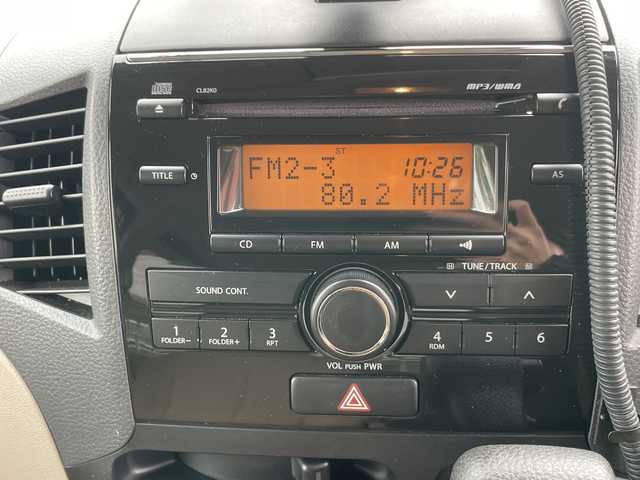 CL82K0
MP3/WMA
ST
FM2-3 10:26
80.2 MHz
TITLE
AS
CD
FM
AM
TUNE/TRACK
SOUND CONT.
1
FOLDER-
2
FOLDER+
3
RPT
4
RDM
5
6
VOL PUSH PWR